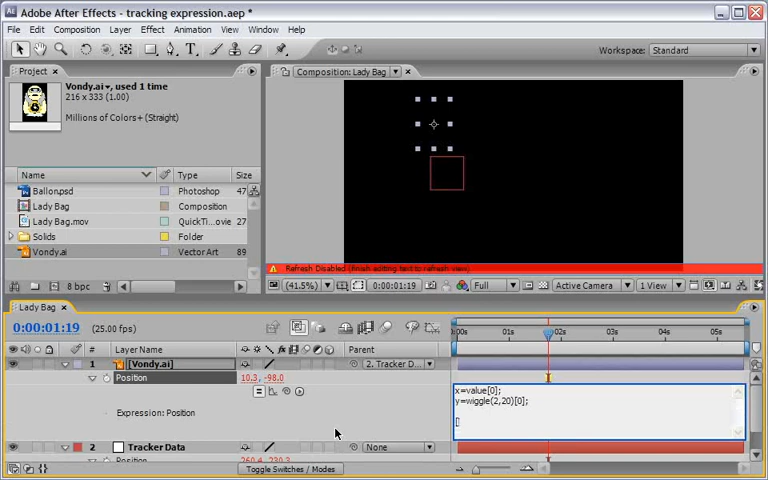 Adobe After Effects - tracking expression.aep *
File Edit Composition Layer Effect Animation View Window Help
Workspace: Standard
Project
Composition: Lady Bag
Vondy.ai, used 1 time
216 x 333 (1.00)
Millions of Colors+ (Straight)
Name Type Size
Ballon.psd Photoshop 47
Lady Bag Composition
Lady Bag.mov QuickTi...ovie 27
Solids Folder
Vondy.ai Vector Art 89
Refresh Disabled (finish editing text to refresh view)
8 bpc
(41.5%) 0:00:01:19 Full Active Camera 1 View
Lady Bag
0:00:01:19 (25.00 fps)
:00s 01s 02s 03s 04s 05s
# Layer Name Parent
1 [Vondy.ai] 2. Tracker D...
Position 10.3, -98.0
Expression: Position
x=value[0];
y=wiggle(2,20)[0];
[]
2 Tracker Data None
Position 260.4, 230.3
Toggle Switches / Modes